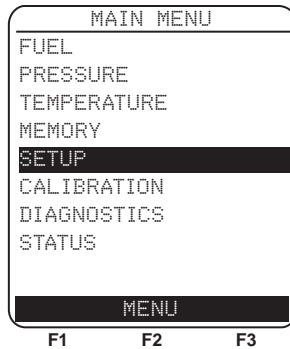 MAIN MENU
FUEL
PRESSURE
TEMPERATURE
MEMORY
SETUP
CALIBRATION
DIAGNOSTICS
STATUS
MENU
F1 F2 F3